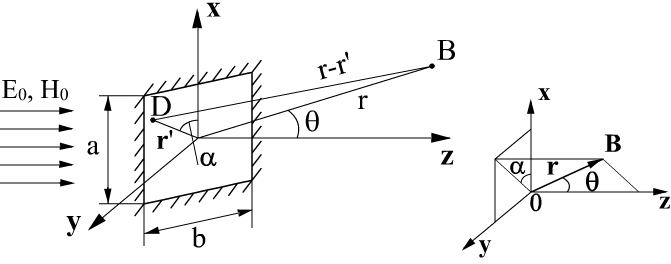 x
B
r-r'
E₀, H₀
D
r
θ
a
r'
α
z
y
b
x
B
α
r
θ
0
z
y